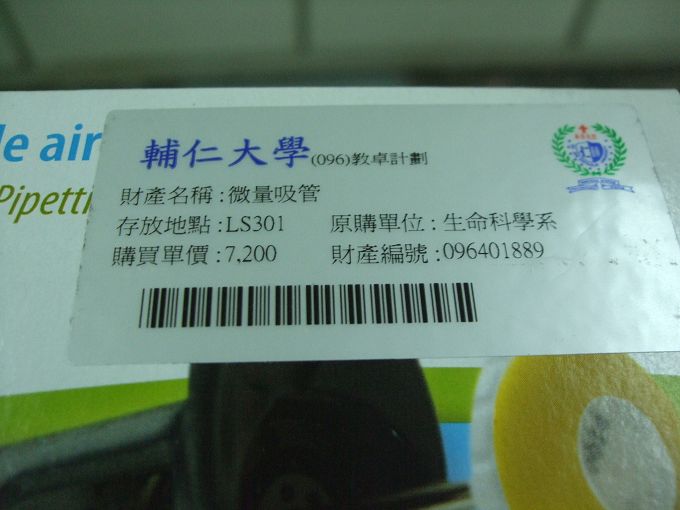 le air
Pipetti
輔仁大學(096)教卓計劃
財產名稱:微量吸管
存放地點:LS301 原購單位:生命科學系
購買單價:7,200 財產編號:096401889